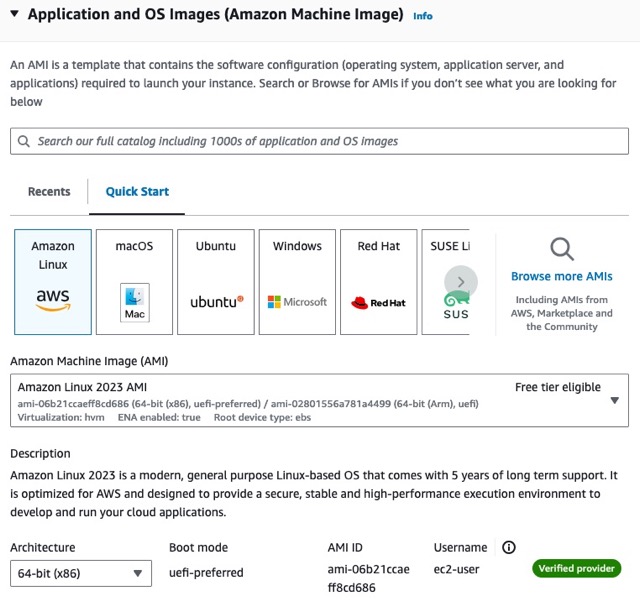 Application and OS Images (Amazon Machine Image) Info
An AMI is a template that contains the software configuration (operating system, application server, and
applications) required to launch your instance. Search or Browse for AMIs if you don't see what you are looking for
below
Search our full catalog including 1000s of application and OS images
Recents
Quick Start
Amazon
Linux
aws
macOS
Mac
Ubuntu
ubuntu
Windows
Microsoft
Red Hat
Red Hat
SUSE Li
SUS
Browse more AMIs
Including AMIs from
AWS, Marketplace and
the Community
Amazon Machine Image (AMI)
Amazon Linux 2023 AMI
Free tier eligible
ami-06b21ccaeff8cd686 (64-bit (x86), uefi-preferred) / ami-02801556a781a4499 (64-bit (Arm), uefi)
Virtualization: hvm ENA enabled: true Root device type: ebs
Description
Amazon Linux 2023 is a modern, general purpose Linux-based OS that comes with 5 years of long term support. It
is optimized for AWS and designed to provide a secure, stable and high-performance execution environment to
develop and run your cloud applications.
Architecture
64-bit (x86)
Boot mode
uefi-preferred
AMI ID
ami-06b21ccae
ff8cd686
Username
ec2-user
Verified provider